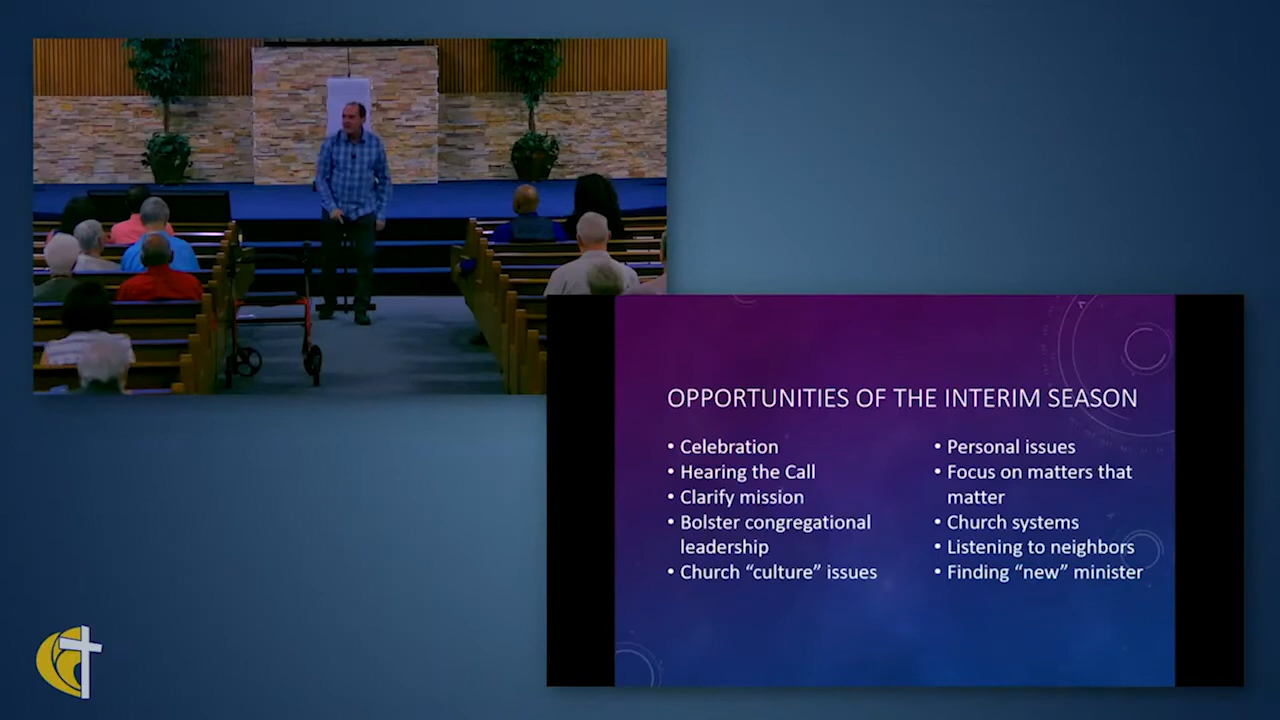 OPPORTUNITIES OF THE INTERIM SEASON
• Celebration
• Hearing the Call
• Clarify mission
• Bolster congregational
leadership
• Church “culture” issues
• Personal issues
• Focus on matters that
matter
• Church systems
• Listening to neighbors
• Finding “new” minister